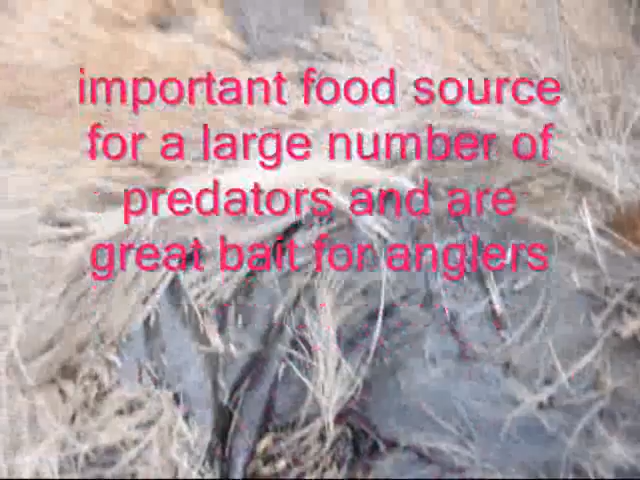 important food source
for a large number of
predators and are
great bait for anglers